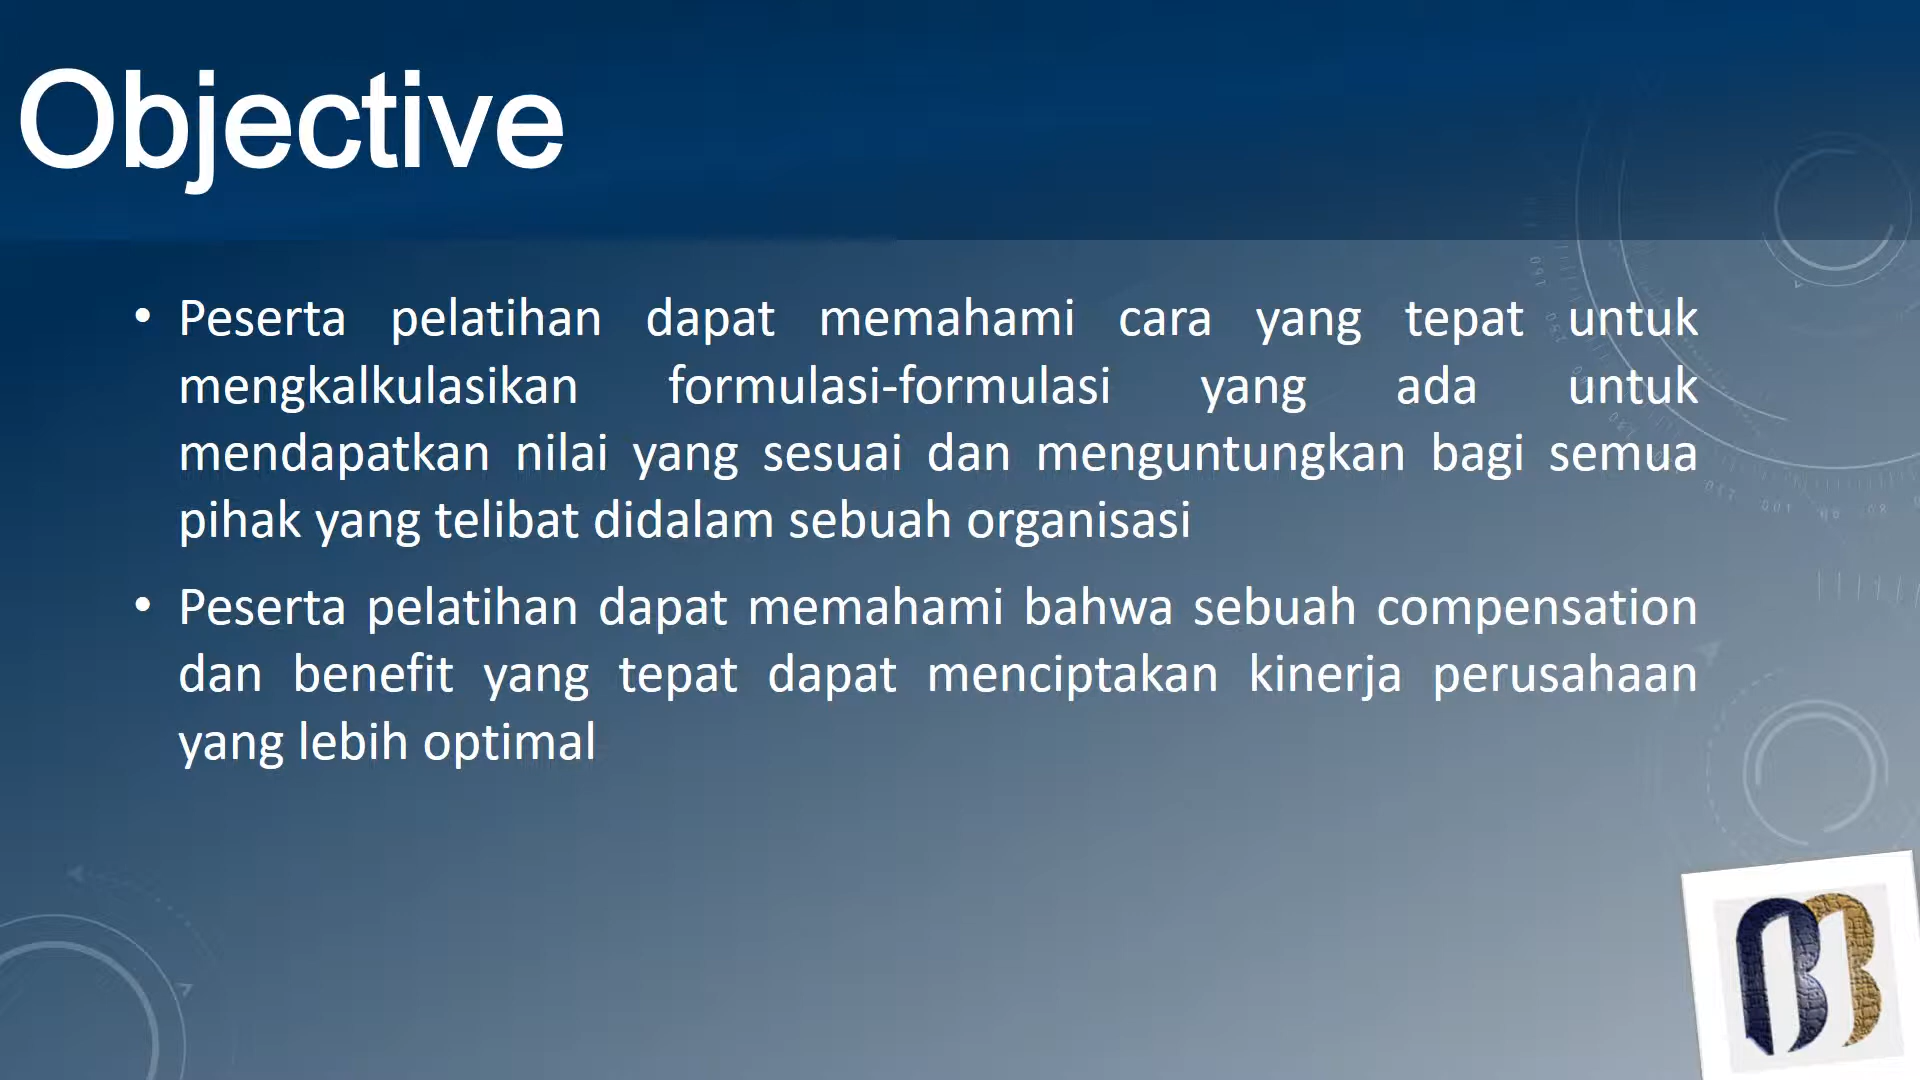 Objective
• Peserta pelatihan dapat memahami cara yang tepat untuk
mengkalkulasikan formulasi-formulasi yang ada untuk
mendapatkan nilai yang sesuai dan menguntungkan bagi semua
pihak yang telibat didalam sebuah organisasi
• Peserta pelatihan dapat memahami bahwa sebuah compensation
dan benefit yang tepat dapat menciptakan kinerja perusahaan
yang lebih optimal